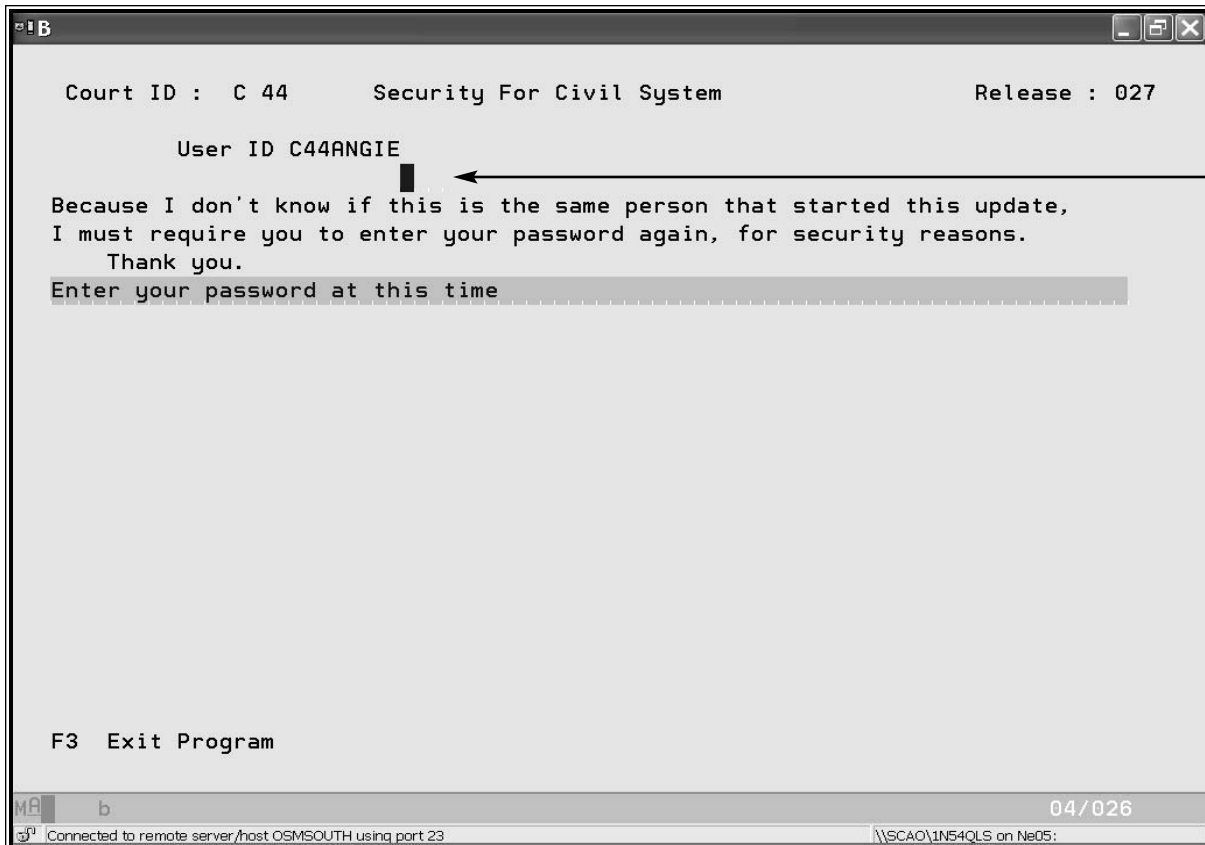 B
Court ID : C 44 Security For Civil System Release : 027
User ID C44ANGIE
Because I don't know if this is the same person that started this update,
I must require you to enter your password again, for security reasons.
Thank you.
Enter your password at this time
F3 Exit Program
MA b 04/026
Connected to remote server/host OSMSOUTH using port 23 \\SCAO\1N54QLS on Ne05: